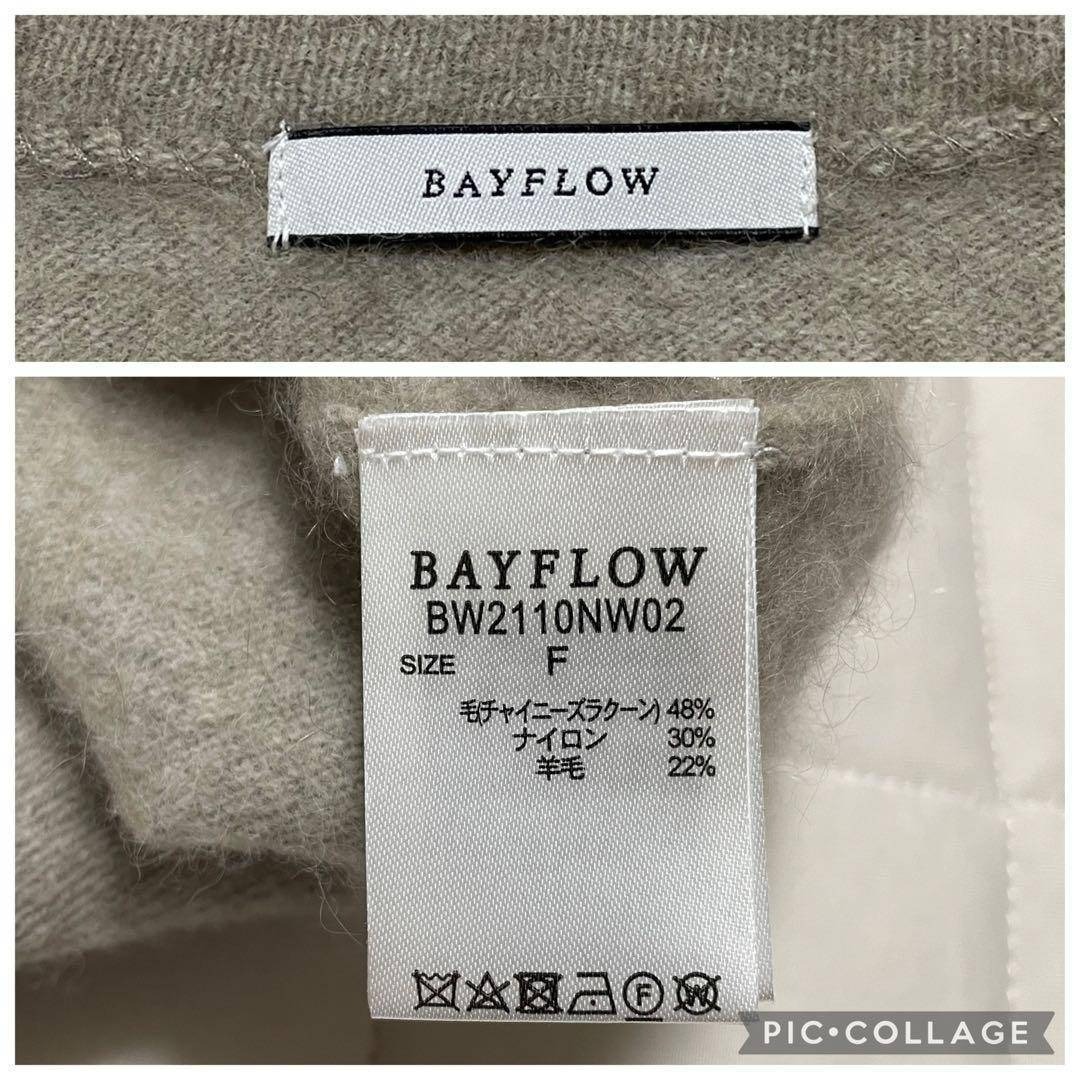 BAYFLOW
BAYFLOW
BW2110NW02
SIZE F
毛(チャイニーズラクーン) 48%
ナイロン 30%
羊毛 22%
F W
PIC•COLLAGE